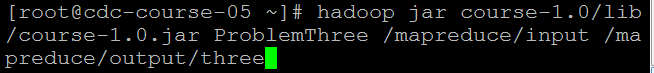 [root@cdc-course-05 ~]# hadoop jar course-1.0/lib
/course-1.0.jar ProblemThree /mapreduce/input /ma
preduce/output/three